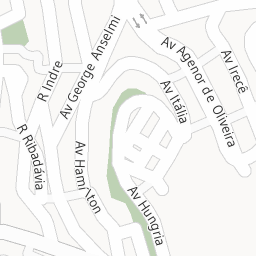 Av George Anselmi
R Indre
R Ribadávia
Av Hamilton
Av Itália
Av Agenor de Oliveira
Av Irecê
Av Hungria